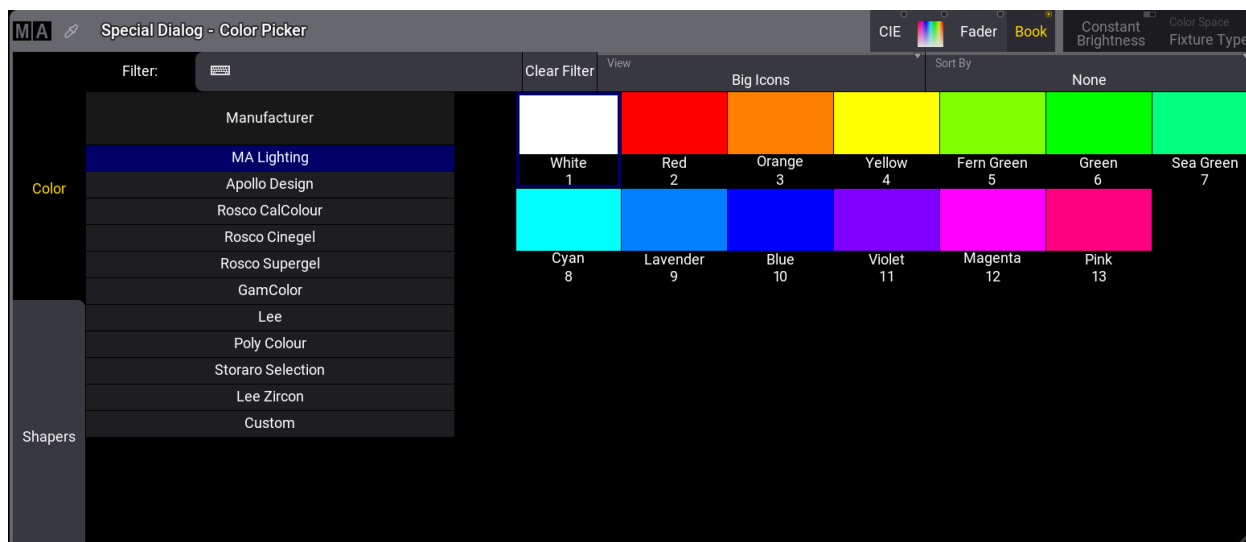 MA Special Dialog - Color Picker
CIE
Fader
Book
Constant
Brightness
Color Space
Fixture Type
Filter:
Clear Filter
View
Big Icons
Sort By
None
Color
Shapers
Manufacturer
MA Lighting
Apollo Design
Rosco CalColour
Rosco Cinegel
Rosco Supergel
GamColor
Lee
Poly Colour
Storaro Selection
Lee Zircon
Custom
White
1
Red
2
Orange
3
Yellow
4
Fern Green
5
Green
6
Sea Green
7
Cyan
8
Lavender
9
Blue
10
Violet
11
Magenta
12
Pink
13